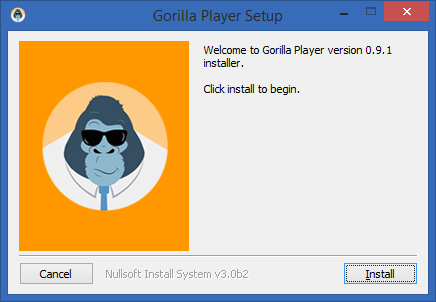 Gorilla Player Setup
Welcome to Gorilla Player version 0.9.1
installer.
Click install to begin.
Cancel
Nullsoft Install System v3.0b2
Install